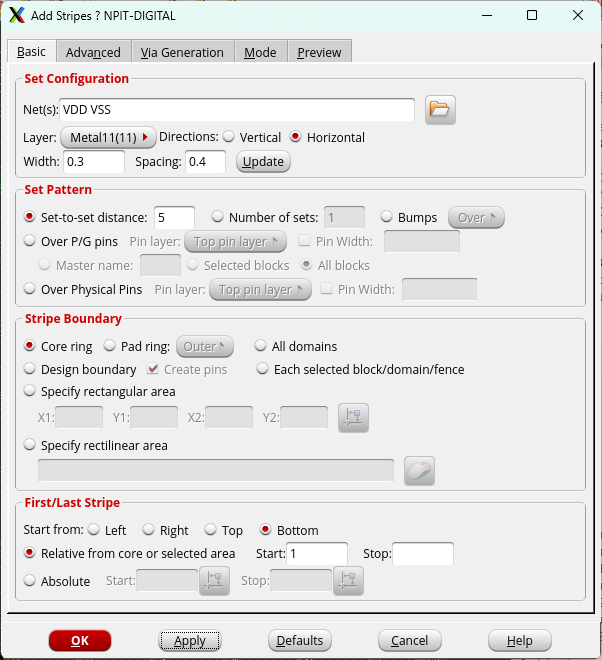 Add Stripes ? NPIT-DIGITAL
Basic Advanced Via Generation Mode Preview
Set Configuration
Net(s): VDD VSS
Layer: Metal11(11) Directions: Vertical Horizontal
Width: 0.3 Spacing: 0.4 Update
Set Pattern
Set-to-set distance: 5 Number of sets: 1 Bumps Over
Over P/G pins Pin layer: Top pin layer Pin Width:
Master name: Selected blocks All blocks
Over Physical Pins Pin layer: Top pin layer Pin Width:
Stripe Boundary
Core ring Pad ring: Outer All domains
Design boundary Create pins Each selected block/domain/fence
Specify rectangular area
X1: Y1: X2: Y2:
Specify rectilinear area
First/Last Stripe
Start from: Left Right Top Bottom
Relative from core or selected area Start: 1 Stop:
Absolute Start: Stop:
OK Apply Defaults Cancel Help